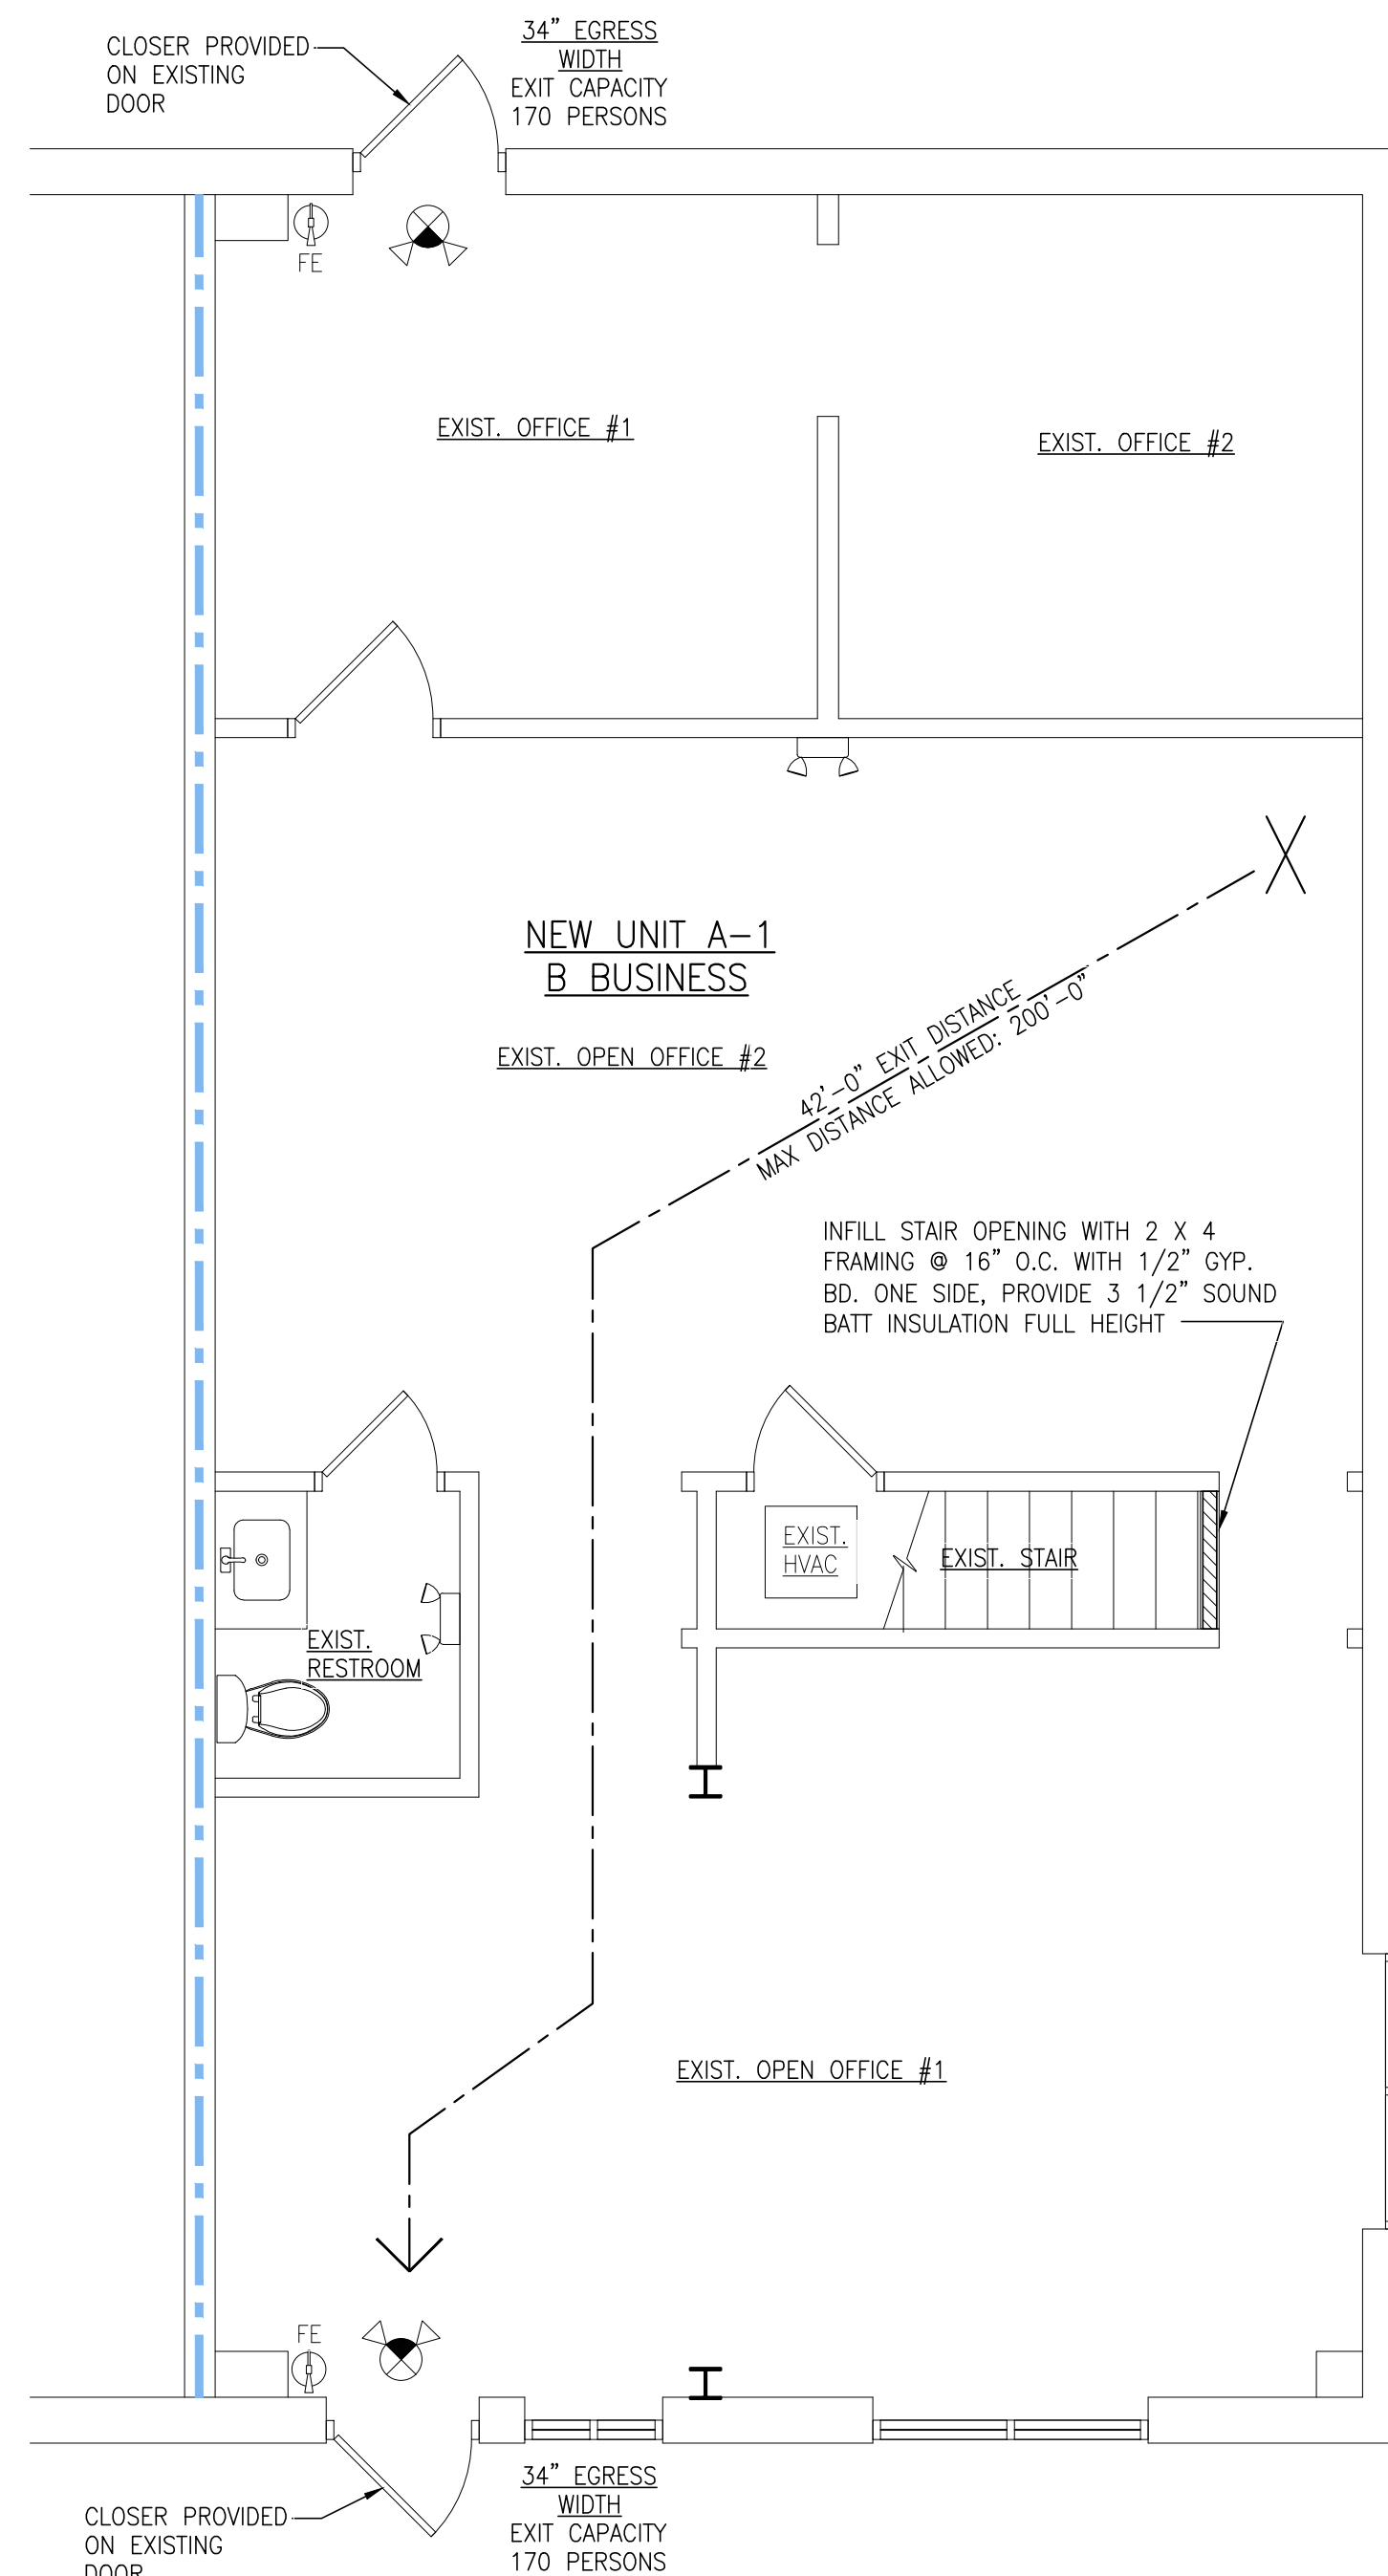 CLOSER PROVIDED
ON EXISTING
DOOR
34" EGRESS
WIDTH
EXIT CAPACITY
170 PERSONS
FE
EXIST. OFFICE #1
EXIST. OFFICE #2
NEW UNIT A-1
B BUSINESS
EXIST. OPEN OFFICE #2
42'-0" EXIT DISTANCE
MAX DISTANCE ALLOWED: 200'-0"
INFILL STAIR OPENING WITH 2 X 4
FRAMING @ 16" O.C. WITH 1/2" GYP.
BD. ONE SIDE, PROVIDE 3 1/2" SOUND
BATT INSULATION FULL HEIGHT
EXIST.
HVAC
EXIST. STAIR
EXIST.
RESTROOM
EXIST. OPEN OFFICE #1
FE
34" EGRESS
WIDTH
EXIT CAPACITY
170 PERSONS
CLOSER PROVIDED
ON EXISTING
DOOR